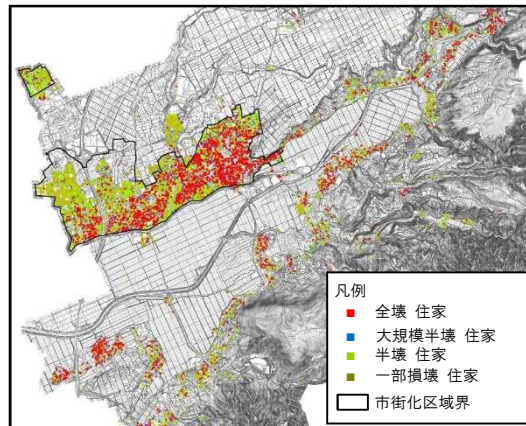 凡例
全壊 住家
大規模半壊 住家
半壊 住家
一部損壊 住家
市街化区域界